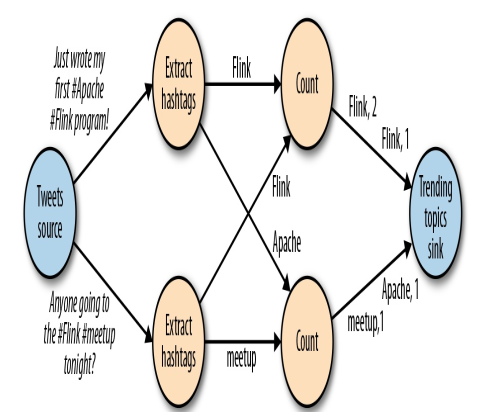 Just wrote my
first #Apache
#Flink program!
Extract
hashtags
Flink
Count
Flink, 2
Flink, 1
Tweets
source
Flink
Apache
Trending
topics
sink
Anyone going to
the #Flink #meetup
tonight?
Extract
hashtags
meetup
Count
Apache, 1
meetup,1